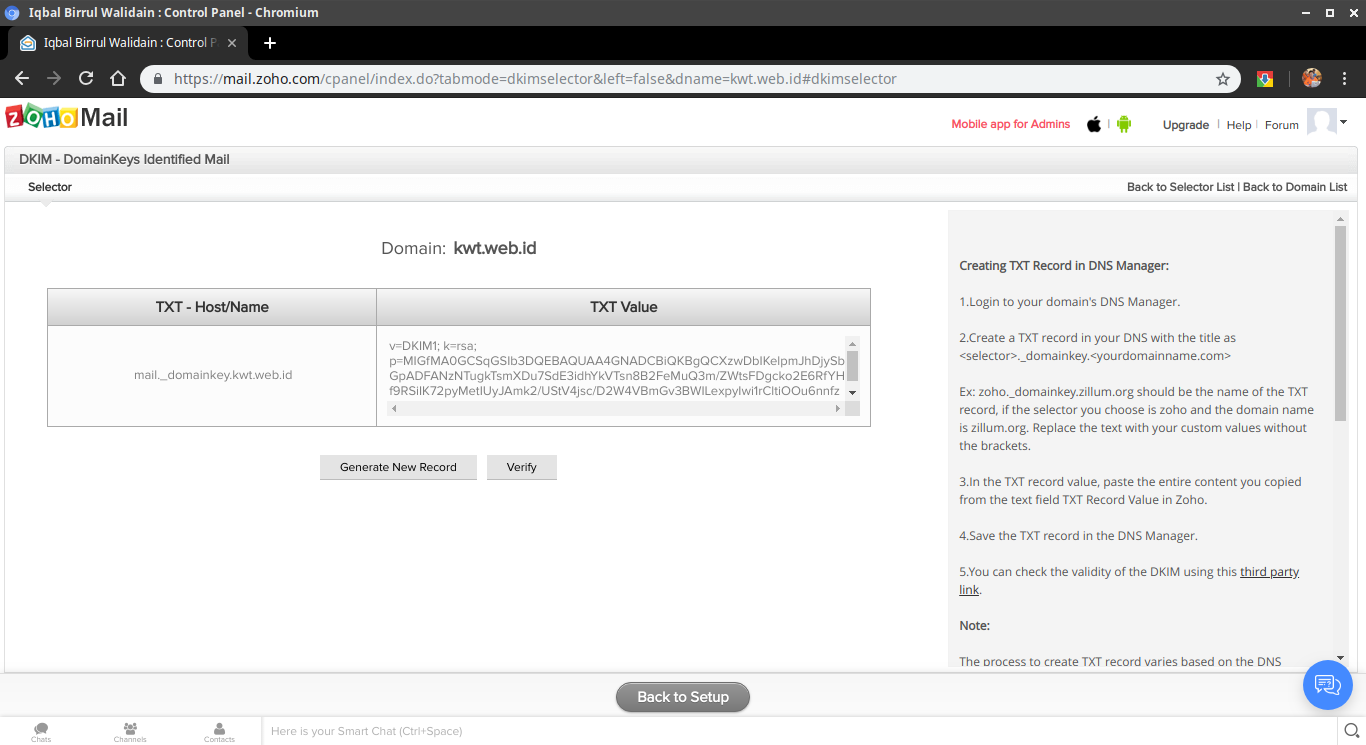 Iqbal Birrul Walidain : Control Panel - Chromium
Iqbal Birrul Walidain : Control P
https://mail.zoho.com/cpanel/index.do?tabmode=dkimselector&left=false&dname=kwt.web.id#dkimselector
ZOHO Mail
Mobile app for Admins
Upgrade
Help
Forum
DKIM - DomainKeys Identified Mail
Selector
Back to Selector List | Back to Domain List
Domain: kwt.web.id
TXT - Host/Name
TXT Value
mail._domainkey.kwt.web.id
v=DKIM1; k=rsa;
p=MIGfMA0GCSqGSIb3DQEBAQUAA4GNADCBiQKBgQCXzwDbIKelpmJhDjySb
GpADFANzNTugkTsmXDu7SdE3idhYkVTsn8B2FeMuQ3m/ZWtsFDgcko2E6RfYH
f9RSilK72pyMetIUyJAmk2/UStV4jsc/D2W4VBmGv3BWILexpyIwi1rCltiOOu6nnfz
Generate New Record
Verify
Creating TXT Record in DNS Manager:
1.Login to your domain's DNS Manager.
2.Create a TXT record in your DNS with the title as
<selector>._domainkey.<yourdomainname.com>
Ex: zoho._domainkey.zillum.org should be the name of the TXT
record, if the selector you choose is zoho and the domain name
is zillum.org. Replace the text with your custom values without
the brackets.
3.In the TXT record value, paste the entire content you copied
from the text field TXT Record Value in Zoho.
4.Save the TXT record in the DNS Manager.
5.You can check the validity of the DKIM using this third party
link.
Note:
The process to create TXT record varies based on the DNS
Back to Setup
Chats
Channels
Contacts
Here is your Smart Chat (Ctrl+Space)